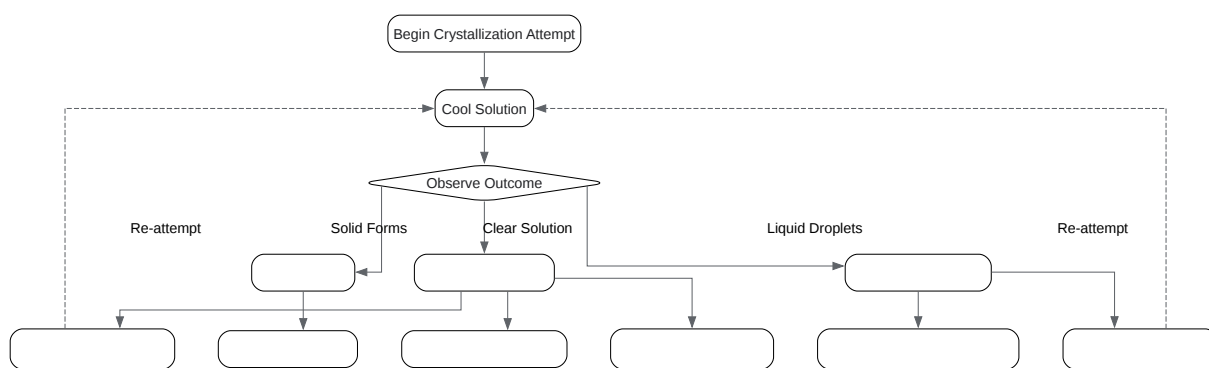 Begin Crystallization Attempt
Cool Solution
Observe Outcome
Re-attempt
Solid Forms
Clear Solution
Liquid Droplets
Re-attempt